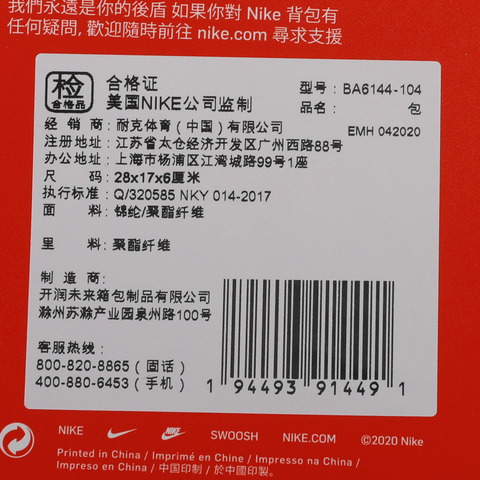 我們永遠是你的後盾 如果你對 Nike 背包有
任何疑問, 歡迎隨時前往 nike.com 尋求支援
检
合格品
合格证
美国NIKE公司监制
型号: BA6144-104
品名: 包
经销商: 耐克体育 (中国) 有限公司
EMH 042020
注册地址: 江苏省太仓经济开发区广州西路88号
办公地址: 上海市杨浦区江湾城路99号1座
尺码: 28x17x6厘米
执行标准: Q/320585 NKY 014-2017
面料: 锦纶/聚酯纤维
里料: 聚酯纤维
制造商:
开润未来箱包制品有限公司
滁州苏滁产业园泉州路100号
客服热线:
800-820-8865 (固话)
400-880-6453 (手机)
1 94493 91449 1
NIKE SWOOSH NIKE.COM ©2020 Nike
Printed in China / Imprimé en Chine / Impresso na China /
Impreso en China / 中国印制 / 於中國印製。